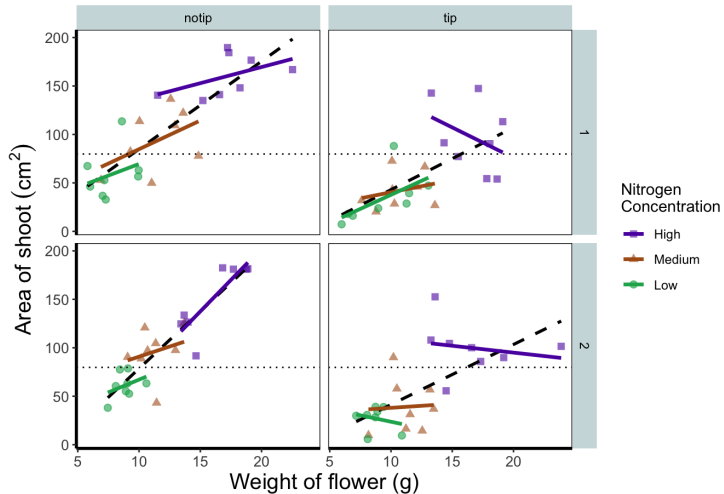 notip
tip
200
150
100
50
0
1
200
150
100
50
0
2
5
10
15
20
5
10
15
20
Area of shoot (cm²)
Weight of flower (g)
Nitrogen
Concentration
High
Medium
Low